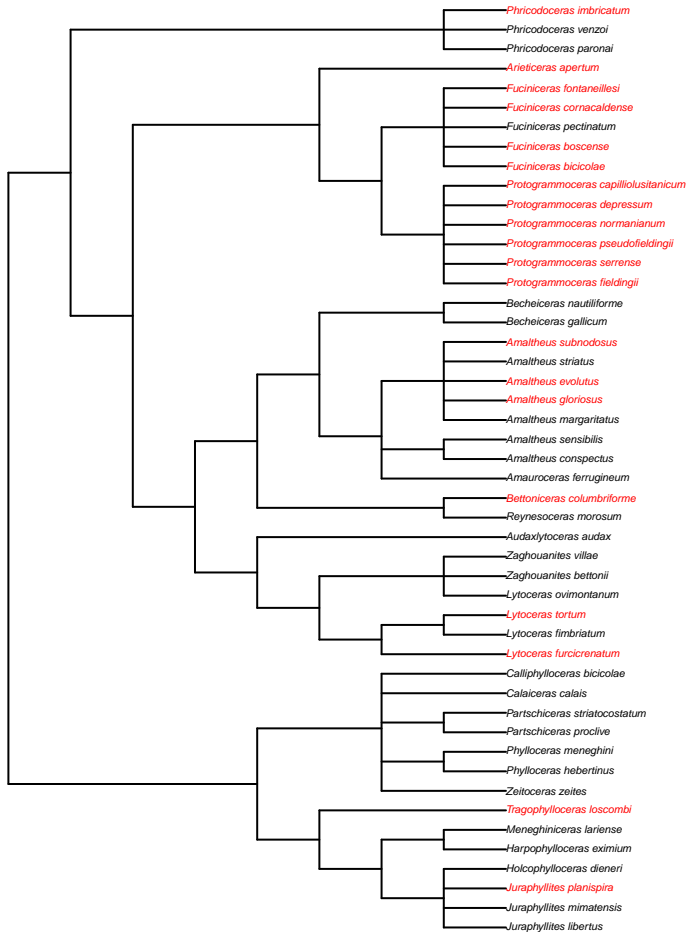 Phricodoceras imbricatum
Phricodoceras venzoi
Phricodoceras paronai
Arieticeras apertum
Fuciniceras fontaneillesi
Fuciniceras cornacaldense
Fuciniceras pectinatum
Fuciniceras boscense
Fuciniceras bicicolae
Protogrammoceras capilliolusitanicum
Protogrammoceras depressum
Protogrammoceras normanianum
Protogrammoceras pseudofieldingii
Protogrammoceras serrense
Protogrammoceras fieldingii
Becheiceras nautiliforme
Becheiceras gallicum
Amaltheus subnodosus
Amaltheus striatus
Amaltheus evolutus
Amaltheus gloriosus
Amaltheus margaritatus
Amaltheus sensibilis
Amaltheus conspectus
Amauroceras ferrugineum
Bettoniceras columbriforme
Reynesoceras morosum
Audaxlytoceras audax
Zaghouanites villae
Zaghouanites bettonii
Lytoceras ovimontanum
Lytoceras tortum
Lytoceras fimbriatum
Lytoceras furcicrenatum
Calliphylloceras bicicolae
Calaiceras calais
Partschiceras striatocostatum
Partschiceras proclive
Phylloceras meneghini
Phylloceras hebertinus
Zeitoceras zeites
Tragophylloceras loscombi
Meneghiniceras lariense
Harpophylloceras eximium
Holcophylloceras dieneri
Juraphyllites planispira
Juraphyllites mimatensis
Juraphyllites libertus